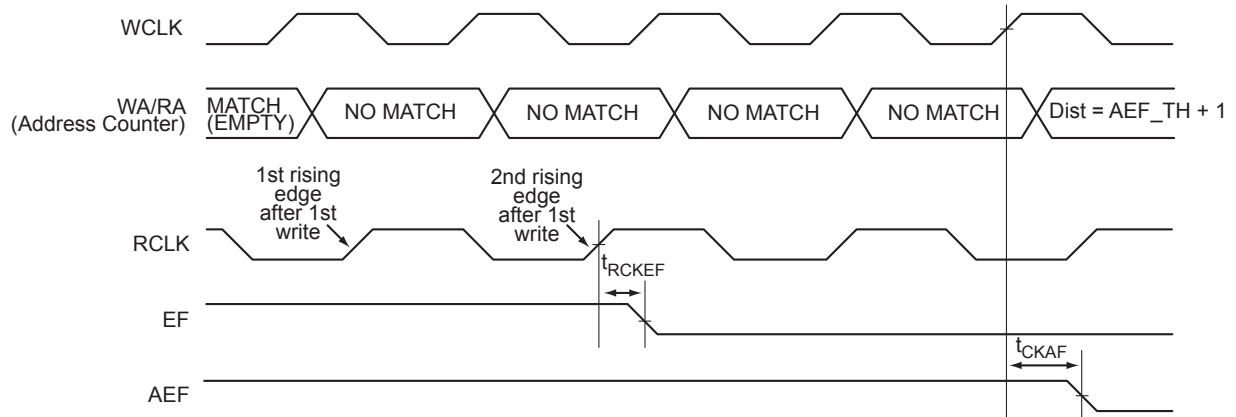 WCLK
WA/RA
(Address Counter)
MATCH
(EMPTY)
NO MATCH
NO MATCH
NO MATCH
NO MATCH
Dist = AEF_TH + 1
1st rising
edge
after 1st
write
2nd rising
edge
after 1st
write
RCLK
tRCKEF
EF
tCKAF
AEF